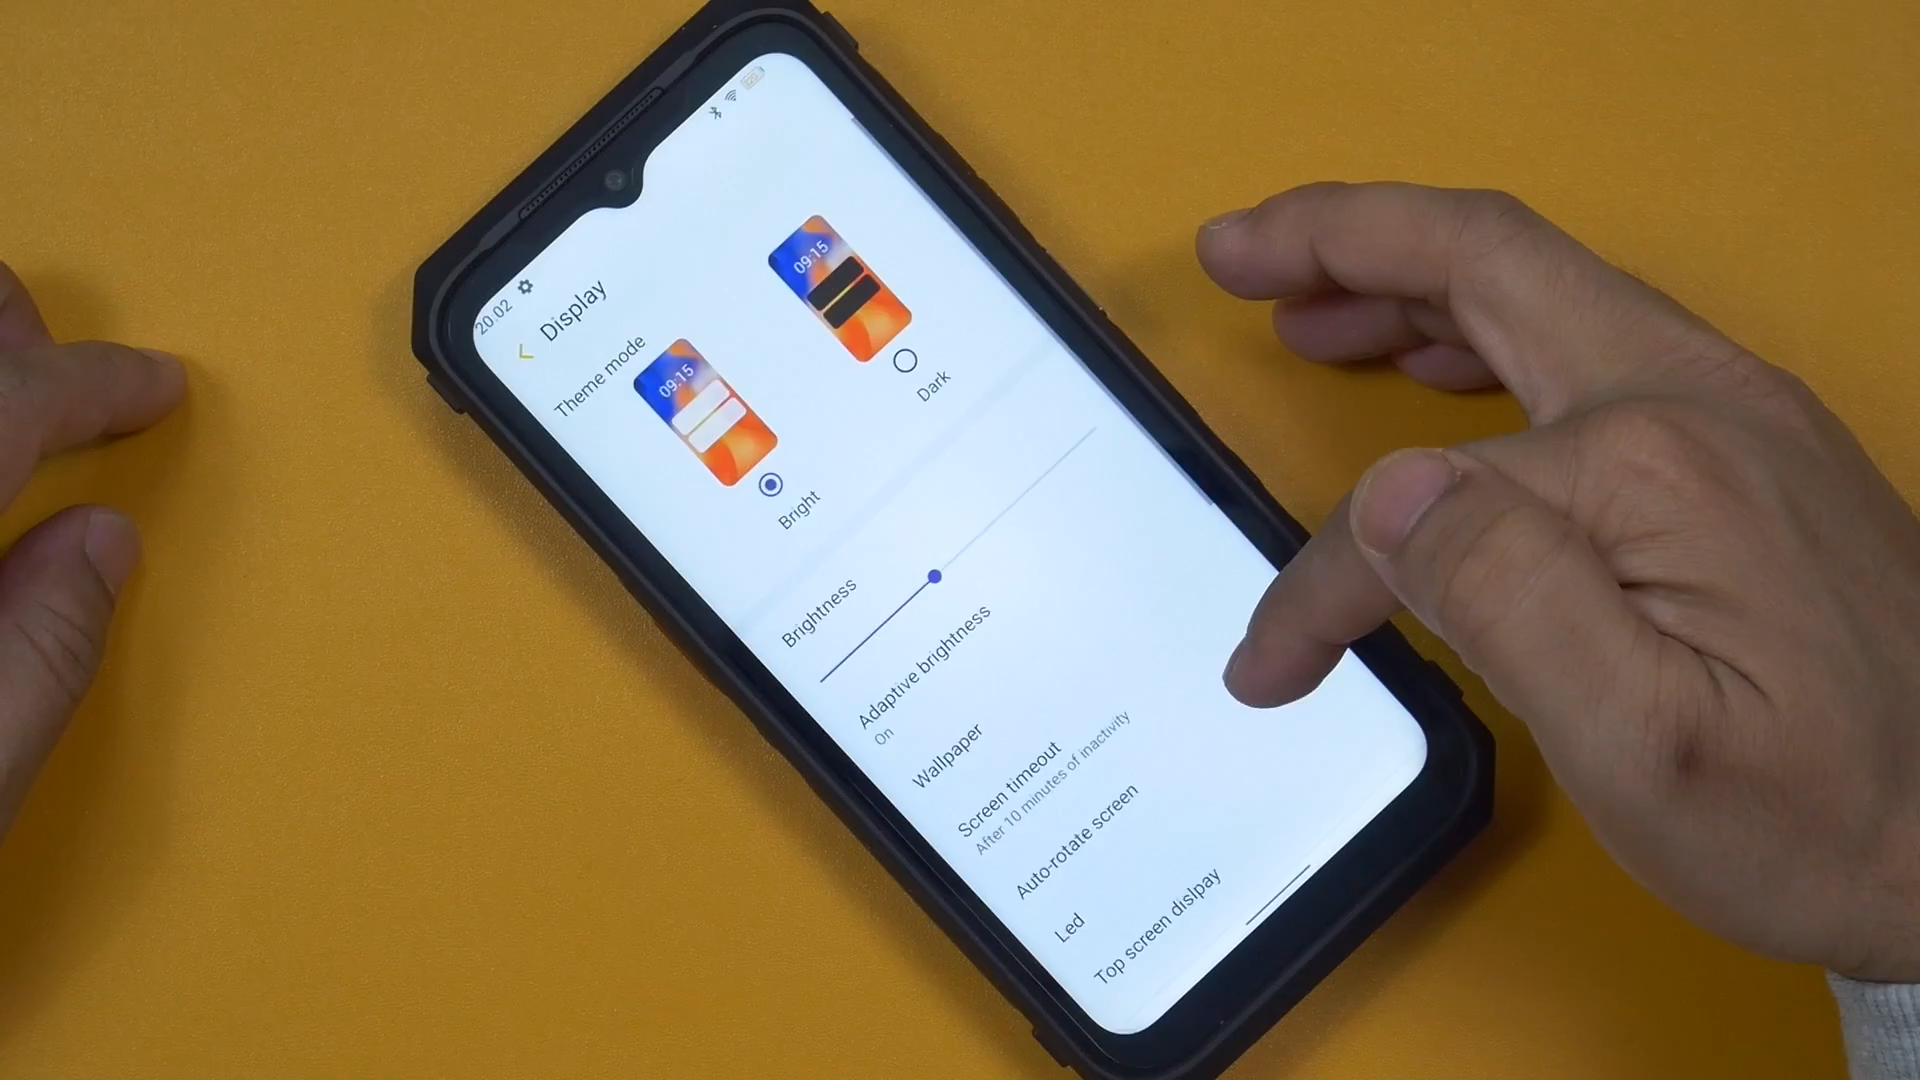 20:02
Display
Theme mode
09:15
09:15
Bright
Dark
Brightness
Adaptive brightness
On
Wallpaper
Screen timeout
After 10 minutes of inactivity
Auto-rotate screen
Led
Top screen dislpay